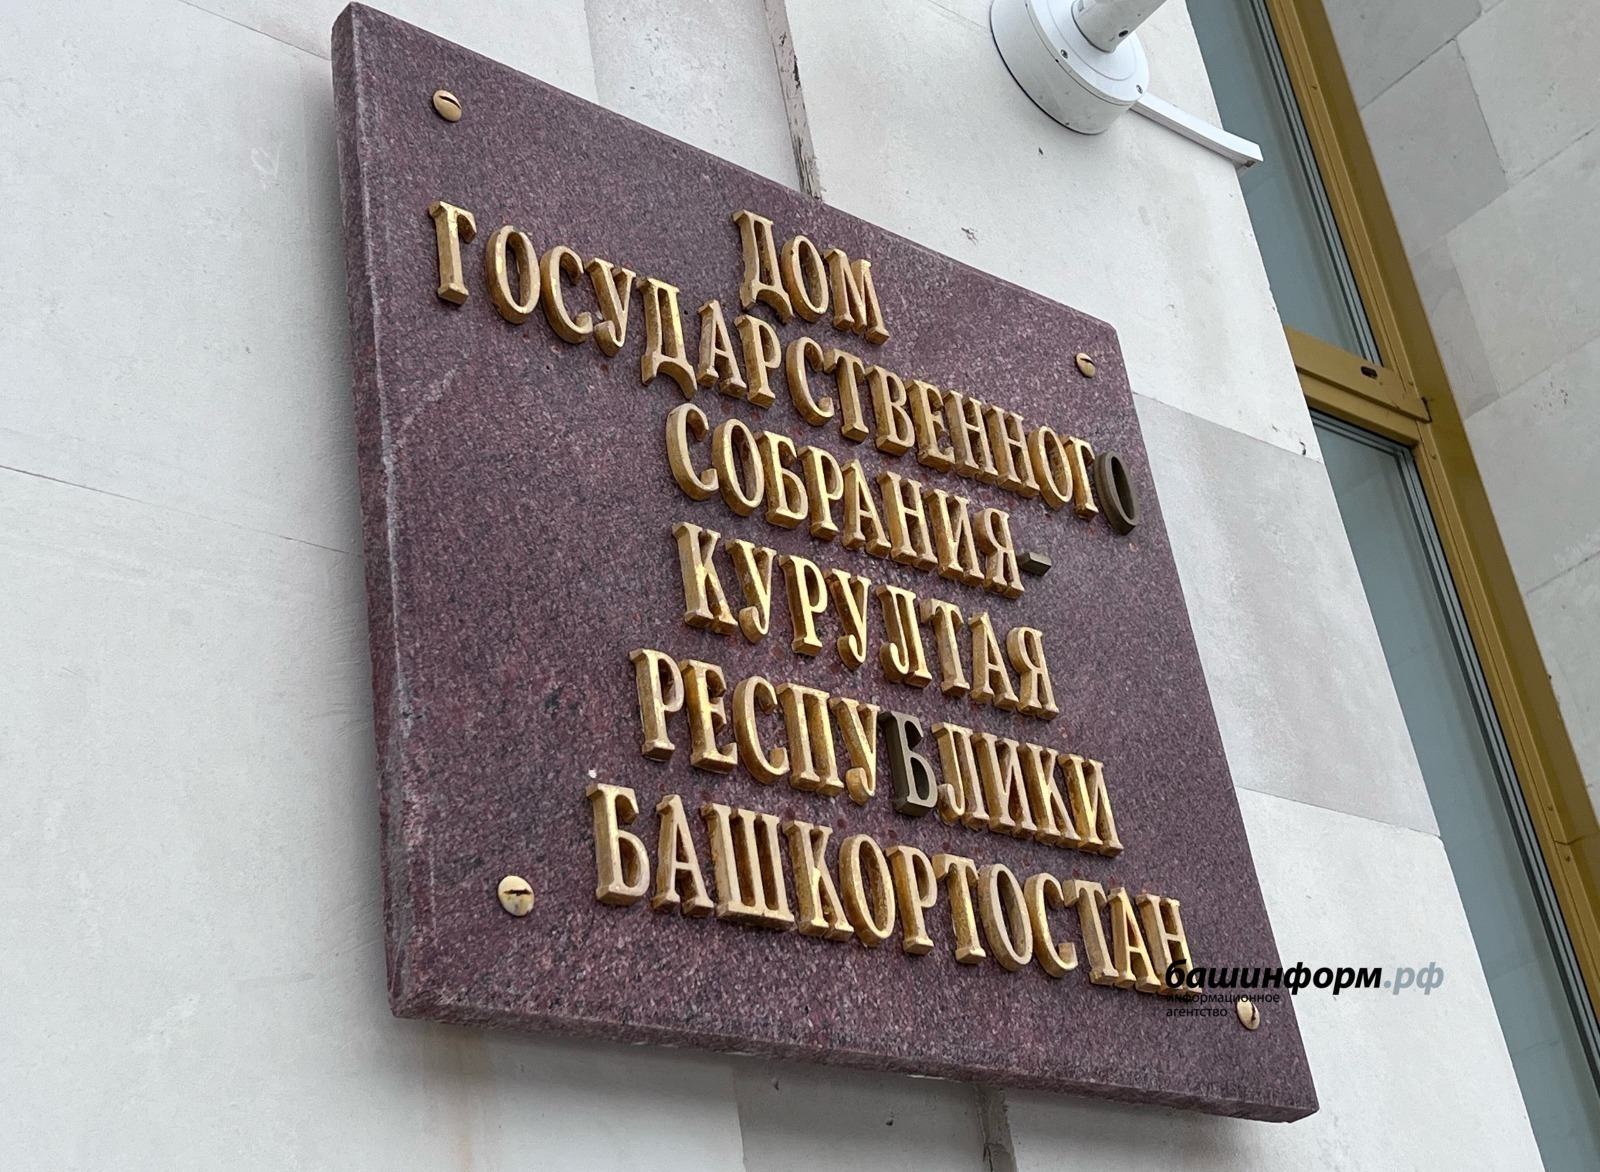 ДОМ
ГОСУДАРСТВЕННОГО
СОБРАНИЯ-
КУРУЛТАЯ
РЕСПУБЛИКИ
БАШКОРТОСТАН
башинформ.рф
информационное
агентство